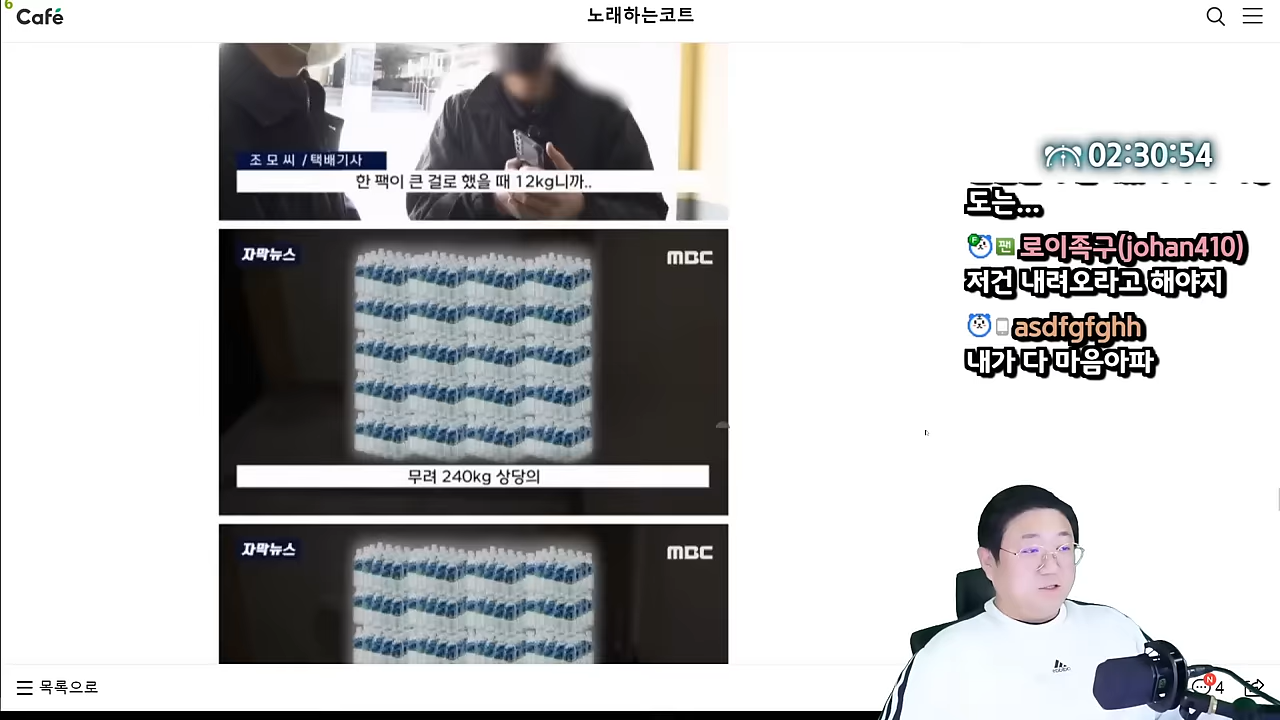 6
Café
노래하는코트
조 모 씨 / 택배기사
한 팩이 큰 걸로 했을 때 12kg니까..
자막뉴스
MBC
무려 240kg 상당의
자막뉴스
MBC
목록으로
02:30:54
도는...
팬 로이족구(johan410)
저건 내려오라고 해야지
asdfgfghh
내가 다 마음아파
N
4